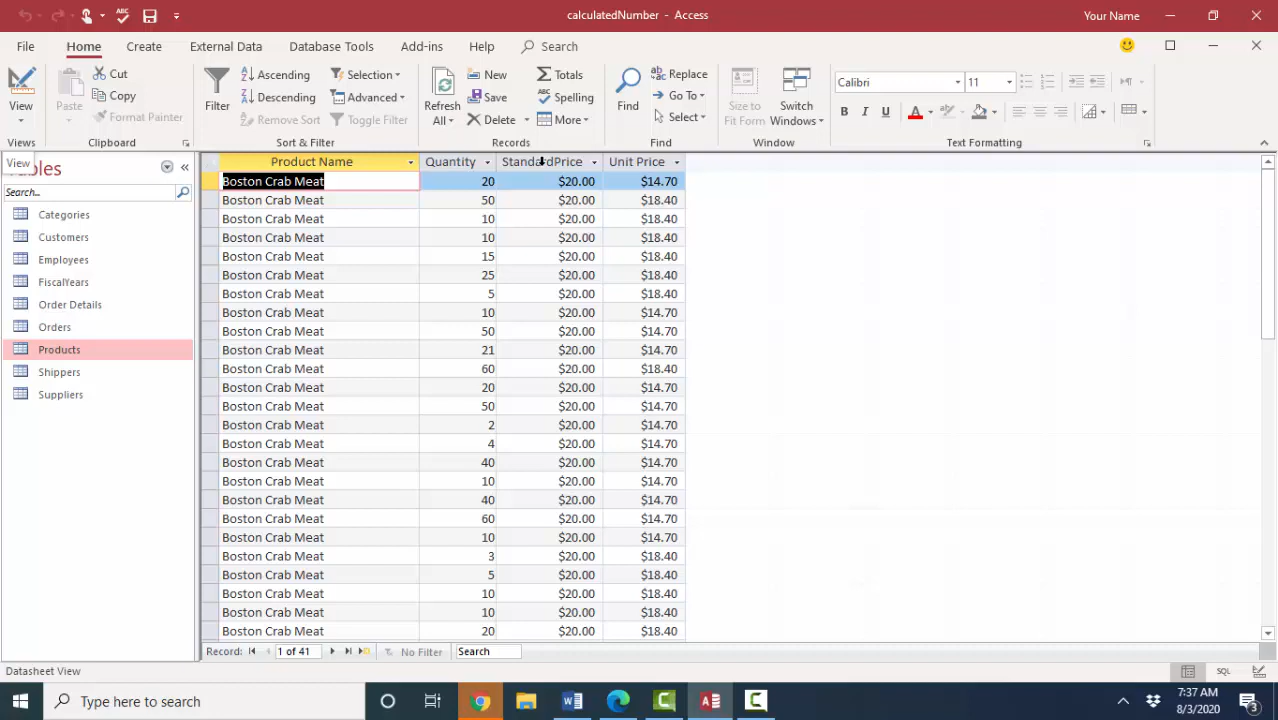 calculatedNumber - Access
Your Name
File Home Create External Data Database Tools Add-ins Help Search
View
Views
Paste
Cut
Copy
Format Painter
Clipboard
Filter
Ascending
Descending
Remove Sort
Selection
Advanced
Toggle Filter
Sort & Filter
Refresh All
New
Save
Delete
Totals
Spelling
More
Records
Find
Replace
Go To
Select
Find
Size to Fit Form
Switch Windows
Window
Calibri 11
B I U A
Text Formatting
View
bles
Search...
Categories
Customers
Employees
FiscalYears
Order Details
Orders
Products
Shippers
Suppliers
Product Name Quantity StandardPrice Unit Price
Boston Crab Meat 20 $20.00 $14.70
Boston Crab Meat 50 $20.00 $18.40
Boston Crab Meat 10 $20.00 $18.40
Boston Crab Meat 10 $20.00 $18.40
Boston Crab Meat 15 $20.00 $18.40
Boston Crab Meat 25 $20.00 $18.40
Boston Crab Meat 5 $20.00 $18.40
Boston Crab Meat 10 $20.00 $14.70
Boston Crab Meat 50 $20.00 $14.70
Boston Crab Meat 21 $20.00 $14.70
Boston Crab Meat 60 $20.00 $18.40
Boston Crab Meat 20 $20.00 $14.70
Boston Crab Meat 50 $20.00 $14.70
Boston Crab Meat 2 $20.00 $14.70
Boston Crab Meat 4 $20.00 $14.70
Boston Crab Meat 40 $20.00 $14.70
Boston Crab Meat 10 $20.00 $14.70
Boston Crab Meat 40 $20.00 $14.70
Boston Crab Meat 60 $20.00 $14.70
Boston Crab Meat 10 $20.00 $14.70
Boston Crab Meat 3 $20.00 $18.40
Boston Crab Meat 5 $20.00 $18.40
Boston Crab Meat 10 $20.00 $18.40
Boston Crab Meat 10 $20.00 $18.40
Boston Crab Meat 20 $20.00 $18.40
Record: 1 of 41 No Filter Search
Datasheet View
SQL
Type here to search
7:37 AM
8/3/2020
3